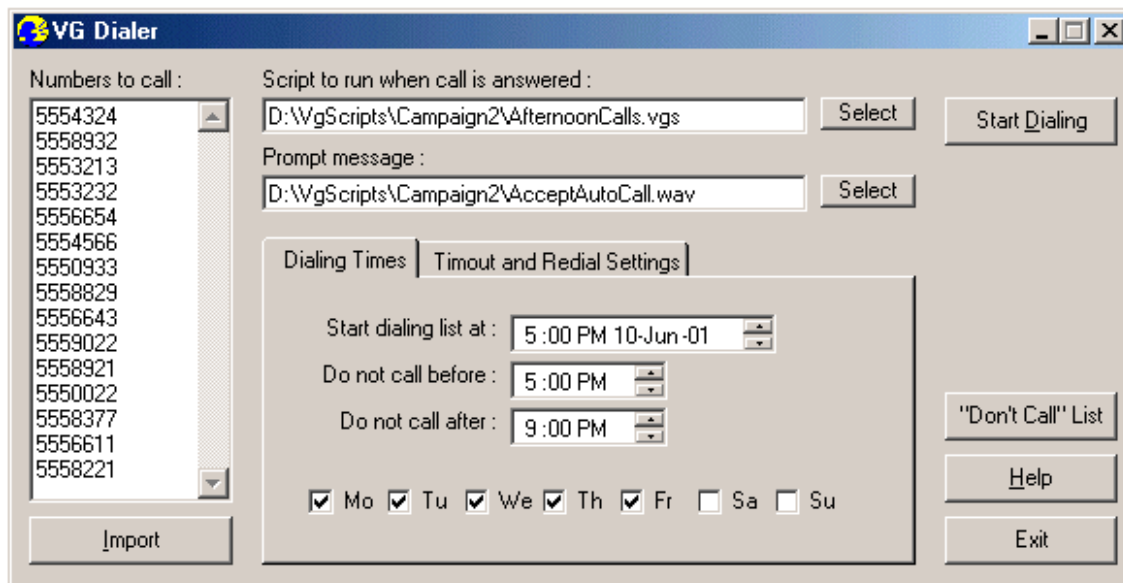 VG Dialer
Numbers to call :
5554324
5558932
5553213
5553232
5556654
5554566
5550933
5558829
5556643
5559022
5558921
5550022
5558377
5556611
5558221
Import
Script to run when call is answered :
D:\VgScripts\Campaign2\AfternoonCalls.vgs
Select
Prompt message :
D:\VgScripts\Campaign2\AcceptAutoCall.wav
Select
Dialing Times
Timout and Redial Settings
Start dialing list at : 5 :00 PM 10-Jun -01
Do not call before : 5 :00 PM
Do not call after : 9 :00 PM
Mo Tu We Th Fr Sa Su
Start Dialing
"Don't Call" List
Help
Exit